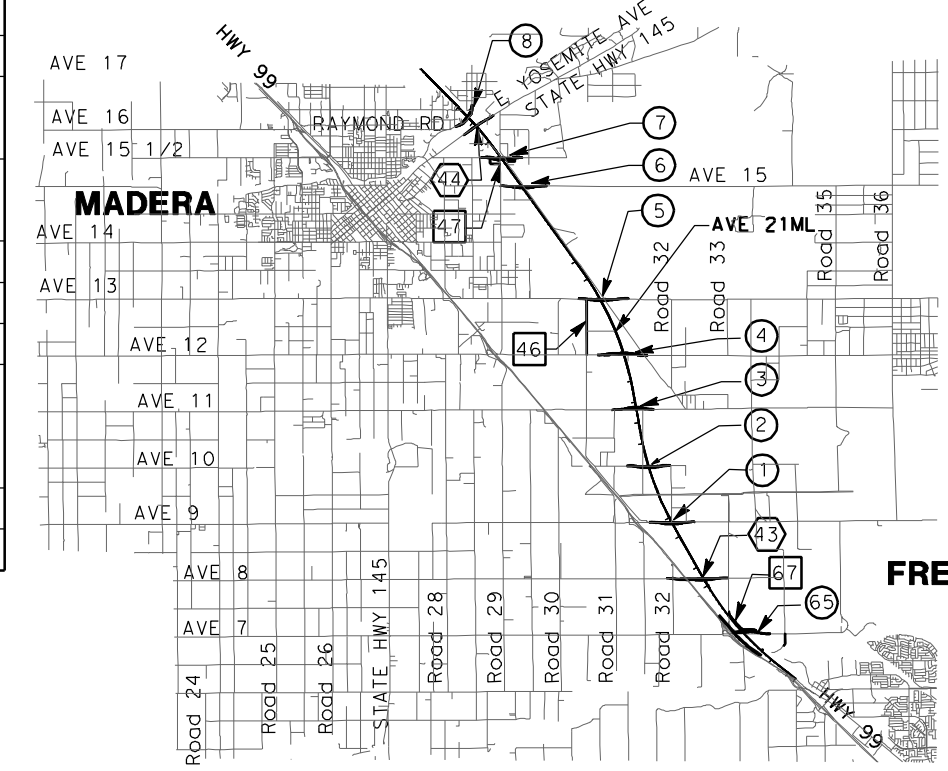 HWY 99
8
E YOSEMITE AVE
STATE HWY 145
AVE 17
AVE 16
RAYMOND RD
7
AVE 15 1/2
6
44
AVE 15
MADERA
5
Road 35
Road 36
47
AVE 21ML
AVE 14
Road 32
Road 33
AVE 13
4
AVE 12
46
3
AVE 11
2
AVE 10
1
AVE 9
43
AVE 8
67
FRE
65
AVE 7
Road 24
Road 25
Road 26
STATE HWY 145
Road 28
Road 29
Road 30
Road 31
Road 32
HWY 99